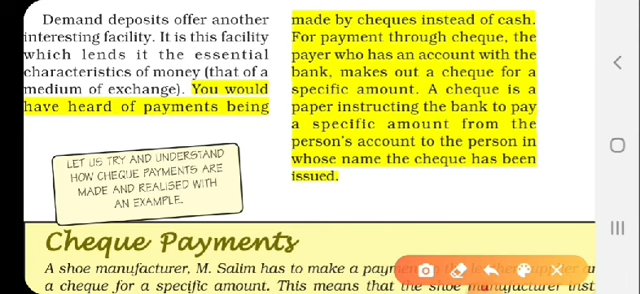 Demand deposits offer another
interesting facility. It is this facility
which lends it the essential
characteristics of money (that of a
medium of exchange). You would
have heard of payments being
made by cheques instead of cash.
For payment through cheque, the
payer who has an account with the
bank, makes out a cheque for a
specific amount. A cheque is a
paper instructing the bank to pay
a specific amount from the
person's account to the person in
whose name the cheque has been
issued.
LET US TRY AND UNDERSTAND
HOW CHEQUE PAYMENTS ARE
MADE AND REALISED WITH
AN EXAMPLE.
Cheque Payments
A shoe manufacturer, M. Salim has to make a
a cheque for a specific amount. This means that the shoe manufacturer